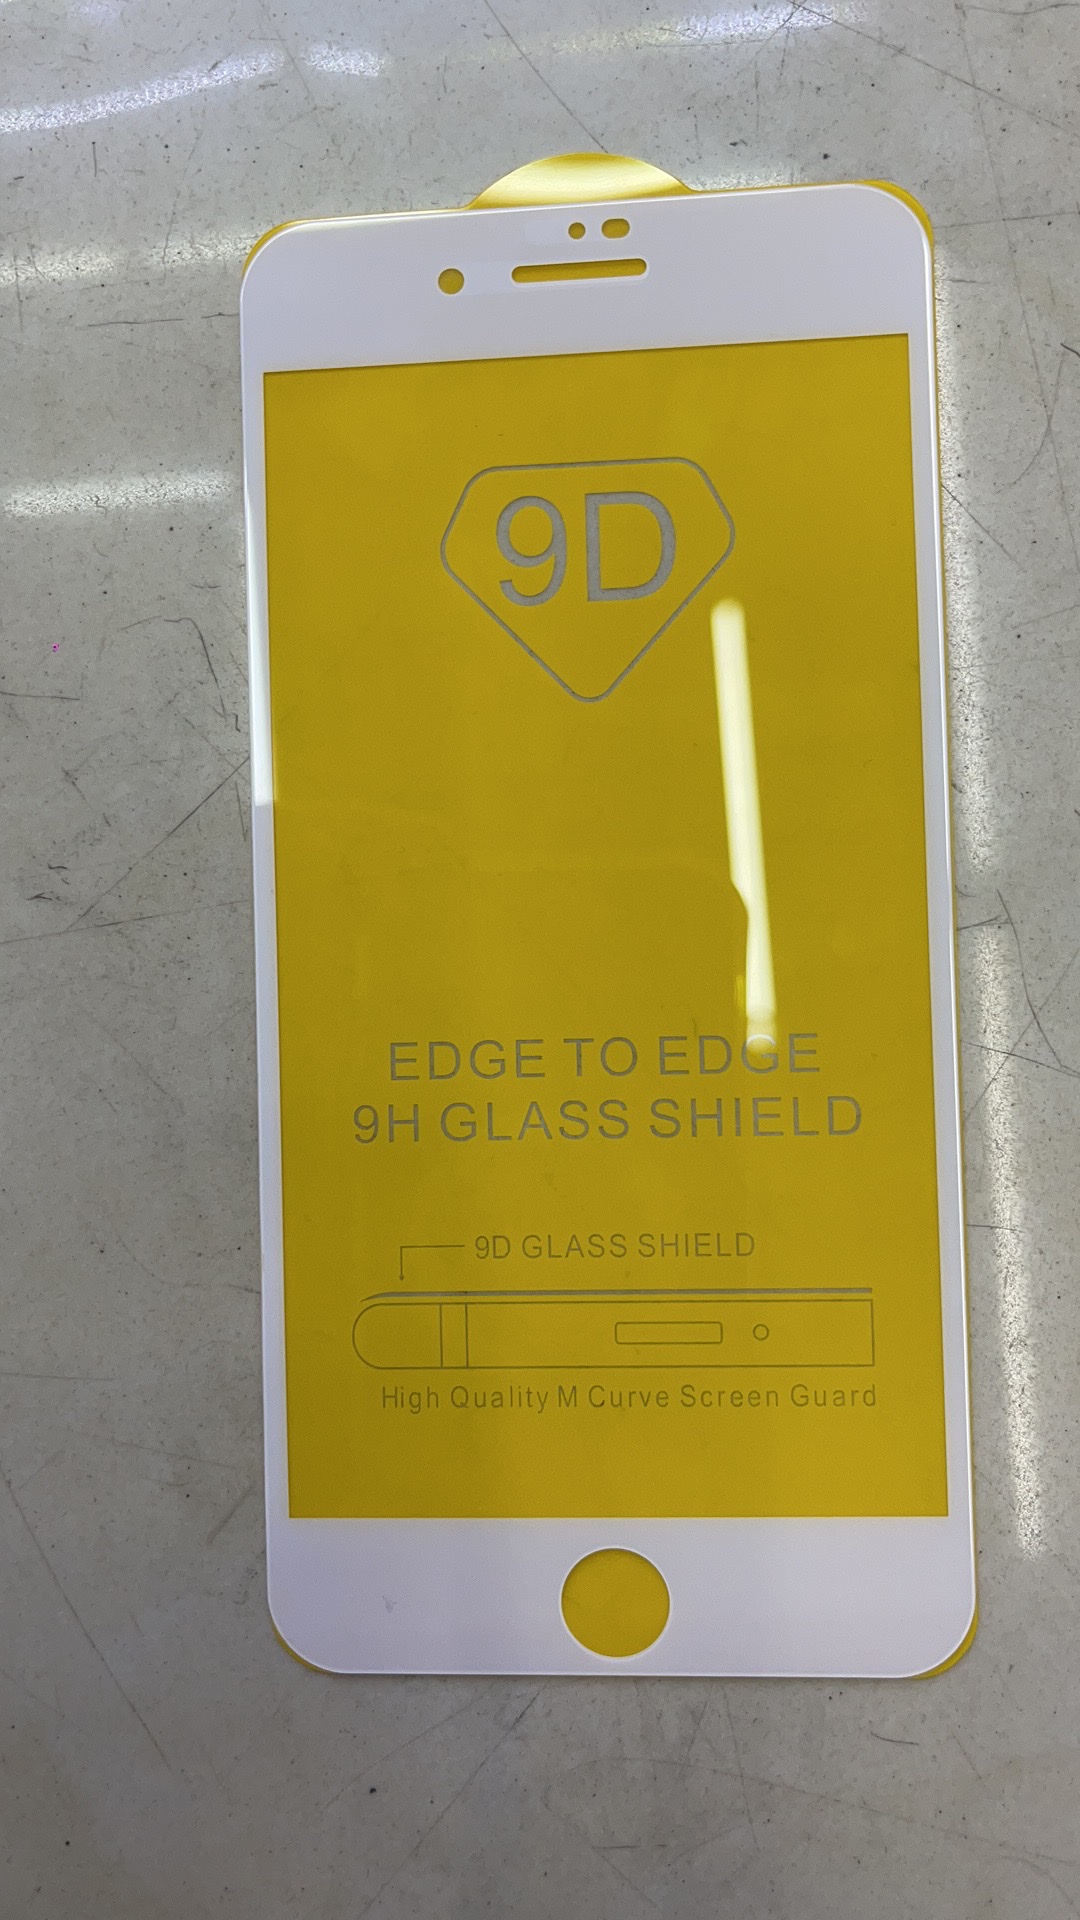 9D
EDGE TO EDGE
9H GLASS SHIELD
9D GLASS SHIELD
High Quality M Curve Screen Guard